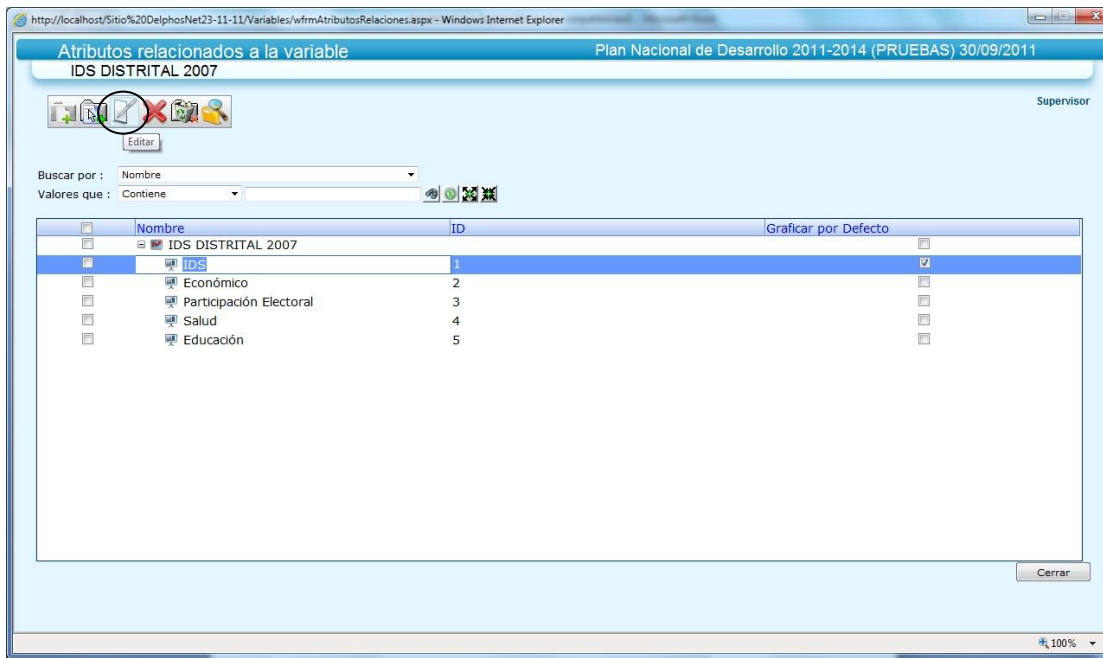 http://localhost/Sitio%20DelphosNet23-11-11/Variables/wfrmAtributosRelaciones.aspx - Windows Internet Explorer
Atributos relacionados a la variable
Plan Nacional de Desarrollo 2011-2014 (PRUEBAS) 30/09/2011
IDS DISTRITAL 2007
Supervisor
Editar
Buscar por : Nombre
Valores que : Contiene
Nombre ID Graficar por Defecto
IDS DISTRITAL 2007
IDS 1
Económico 2
Participación Electoral 3
Salud 4
Educación 5
Cerrar
100%